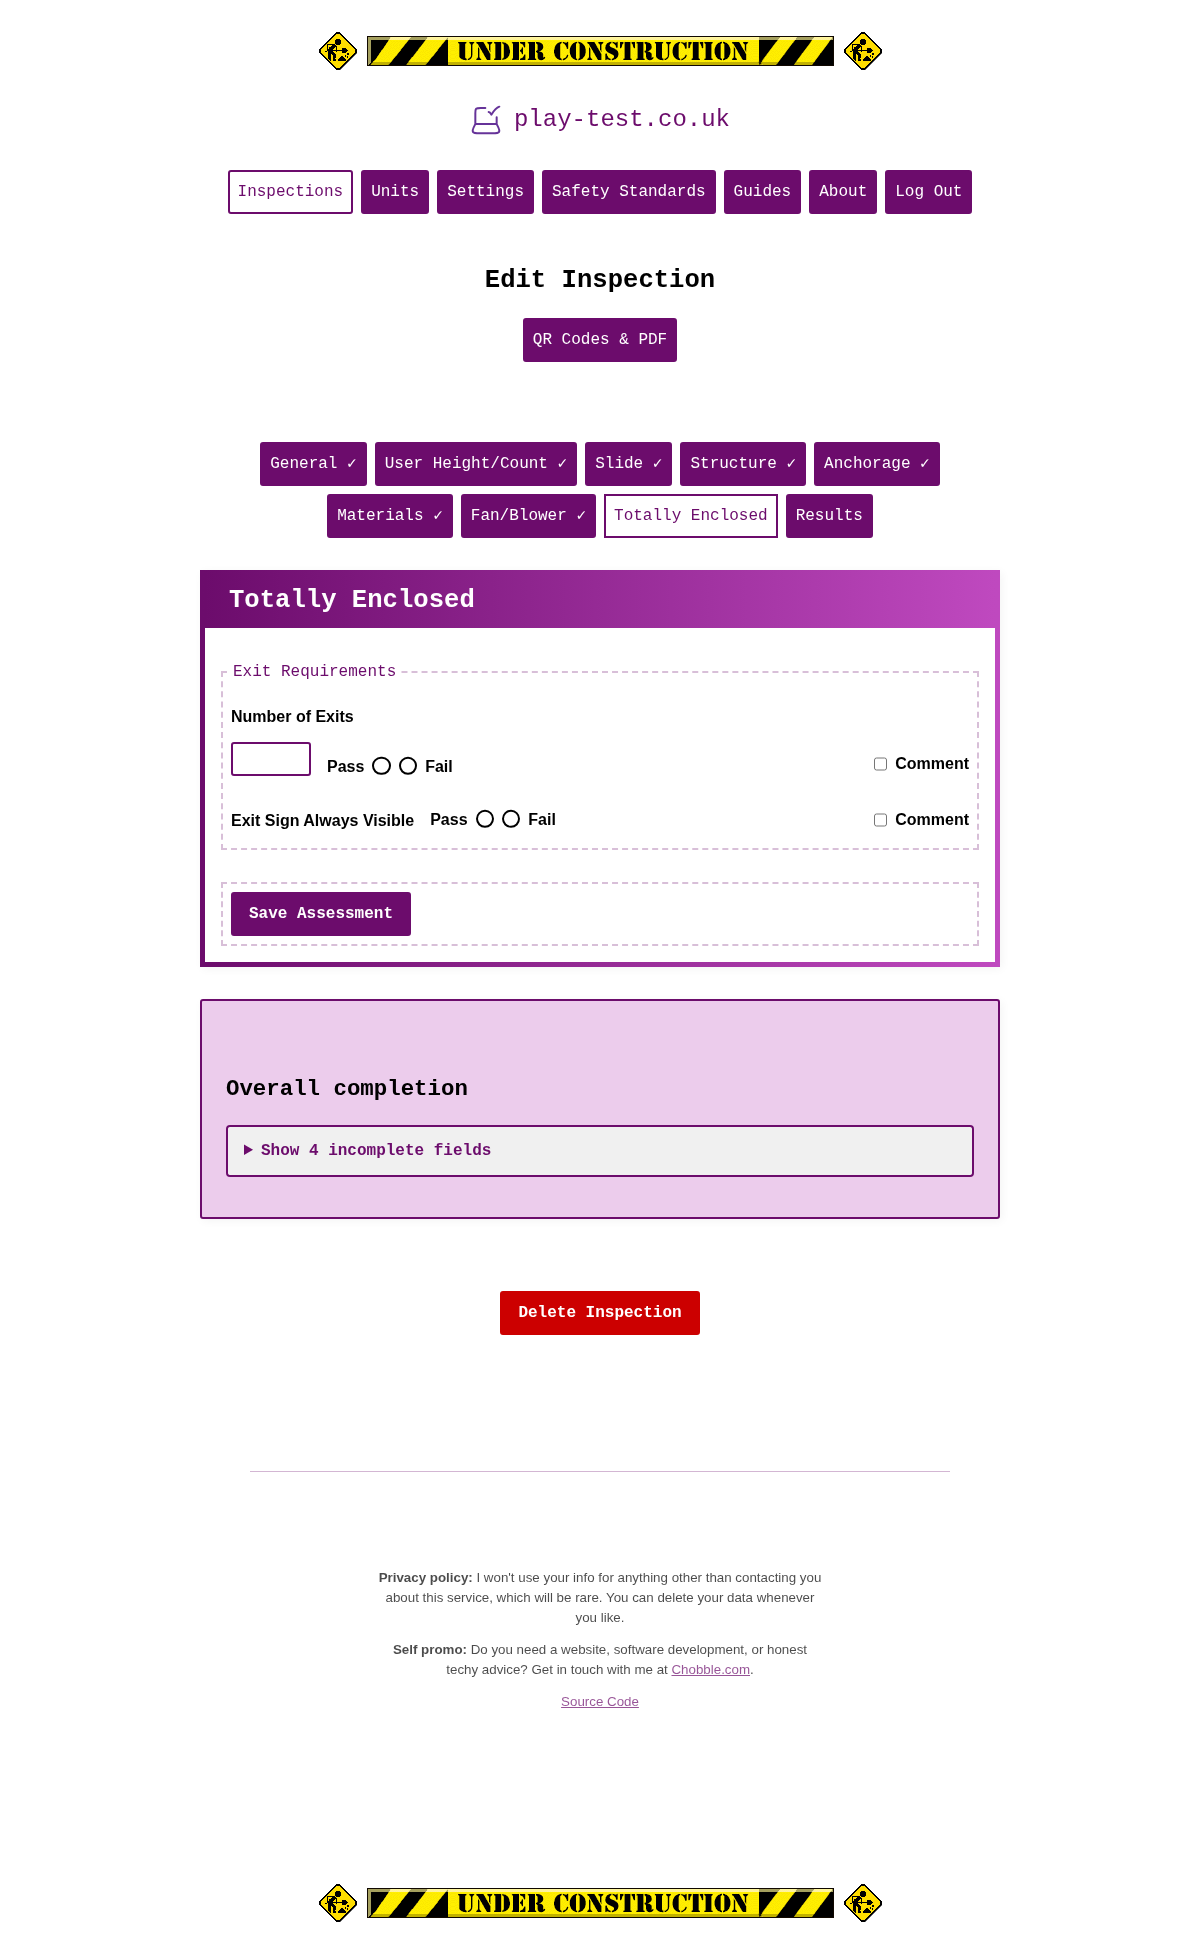 UNDER CONSTRUCTION
play-test.co.uk
Inspections Units Settings Safety Standards Guides About Log Out
Edit Inspection
QR Codes & PDF
General ✓ User Height/Count ✓ Slide ✓ Structure ✓ Anchorage ✓
Materials ✓ Fan/Blower ✓ Totally Enclosed Results
Totally Enclosed
Exit Requirements
Number of Exits
Pass Fail Comment
Exit Sign Always Visible Pass Fail Comment
Save Assessment
Overall completion
Show 4 incomplete fields
Delete Inspection
Privacy policy: I won't use your info for anything other than contacting you
about this service, which will be rare. You can delete your data whenever
you like.
Self promo: Do you need a website, software development, or honest
techy advice? Get in touch with me at Chobble.com.
Source Code
UNDER CONSTRUCTION